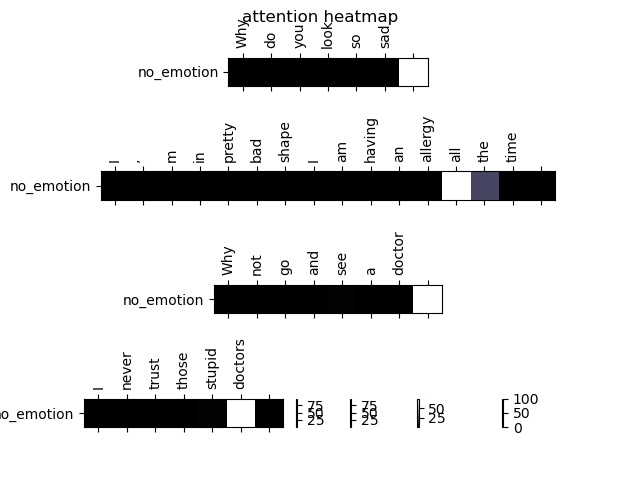 attention heatmap
Why do you look so sad
no_emotion
I ' m in pretty bad shape I am having an allergy all the time
no_emotion
Why not go and see a doctor
no_emotion
I never trust those stupid doctors
no_emotion
75 75 50 100
50 50 25 50
25 25 0